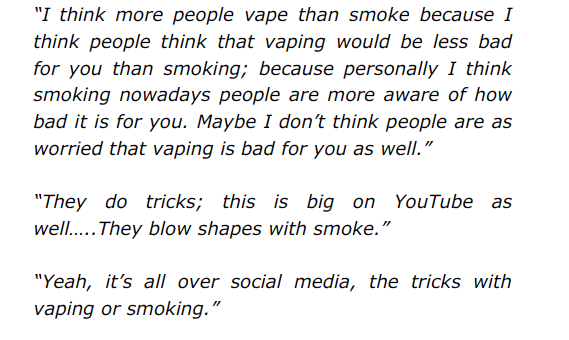 “I think more people vape than smoke because I
think people think that vaping would be less bad
for you than smoking; because personally I think
smoking nowadays people are more aware of how
bad it is for you. Maybe I don’t think people are as
worried that vaping is bad for you as well.”
“They do tricks; this is big on YouTube as
well…..They blow shapes with smoke.”
“Yeah, it’s all over social media, the tricks with
vaping or smoking.”